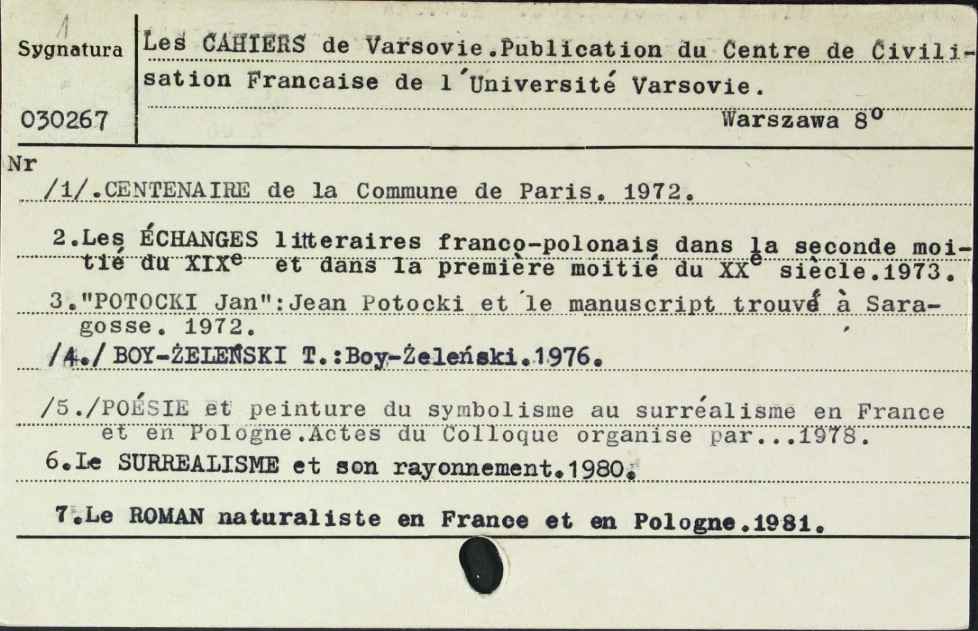 1
Sygnatura
Les CAHIERS de Varsovie.Publication du Centre de Civili-
sation Francaise de l'Université Varsovie.
030267
Warszawa 8º
Nr
/1/.CENTENAIRE de la Commune de Paris. 1972.
2.Les ÉCHANGES litteraires franco-polonais dans la seconde moi-
tié du XIXe et dans la première moitié du XXe siècle.1973.
3."POTOCKI Jan":Jean Potocki et le manuscript trouvé à Sara-
gosse. 1972.
/4./ BOY-ŻELEŃSKI T.:Boy-Żeleński.1976.
/5./POÉSIE et peinture du symbolisme au surréalisme en France
et en Pologne.Actes du Colloque organise par...1978.
6.Le SURREALISME et son rayonnement.1980.
7.Le ROMAN naturaliste en France et en Pologne.1981.